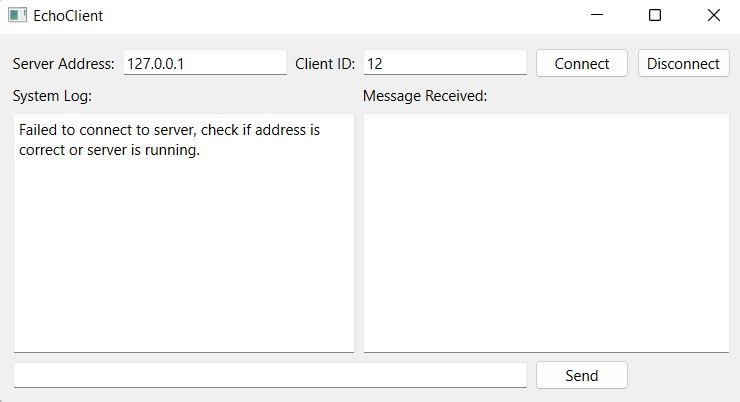 EchoClient
Server Address: 127.0.0.1 Client ID: 12 Connect Disconnect
System Log: Message Received:
Failed to connect to server, check if address is
correct or server is running.
Send